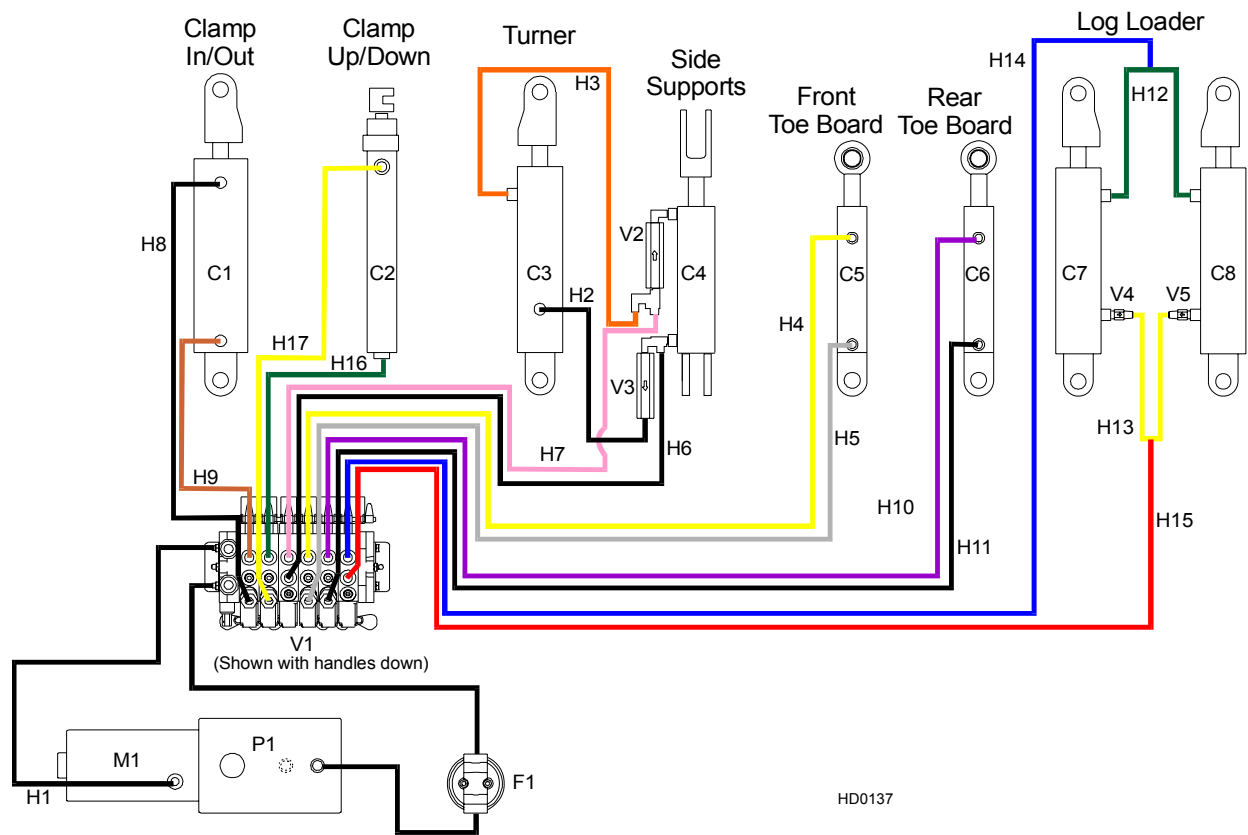 Clamp
In/Out
Clamp
Up/Down
Turner
Side
Supports
Front
Toe Board
Rear
Toe Board
Log Loader
H14
H3
H12
H8
V2
C1
C2
C3
C4
C5
C6
C7
C8
H2
V4
V5
H4
H17
H16
V3
H13
H5
H6
H7
H9
H10
H15
H11
V1
(Shown with handles down)
P1
M1
F1
H1
HD0137